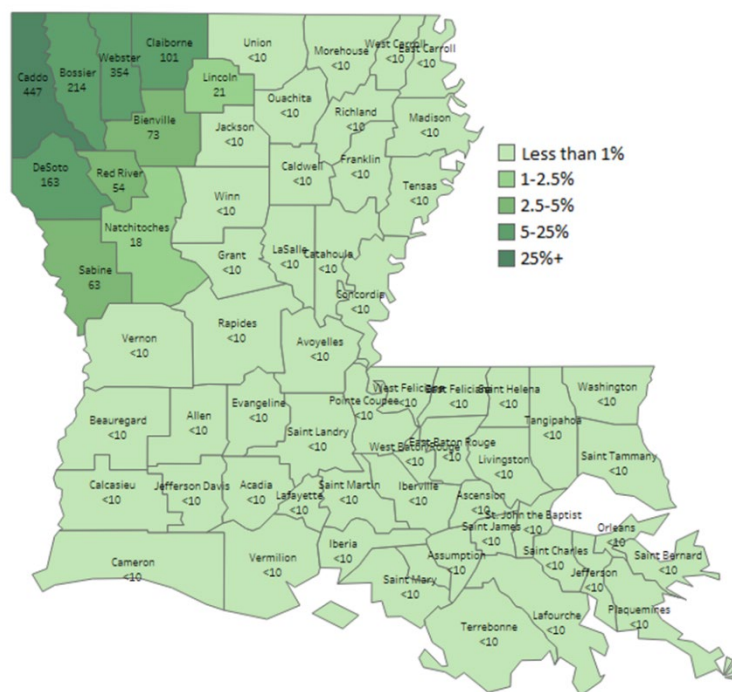 Caddo
447
Bossier
214
Webster
354
Claiborne
101
Union
<10
Morehouse
<10
West Carroll
<10
East Carroll
<10
Lincoln
21
Bienville
73
Jackson
<10
Ouachita
<10
Richland
<10
Madison
<10
DeSoto
163
Red River
54
Natchitoches
18
Winn
<10
Caldwell
<10
Franklin
<10
Tensas
<10
Sabine
63
Grant
<10
LaSalle
<10
Catahoula
<10
Concordia
<10
Vernon
<10
Rapides
<10
Avoyelles
<10
Less than 1%
1-2.5%
2.5-5%
5-25%
25%+
Beauregard
<10
Allen
<10
Evangeline
<10
Saint Landry
<10
Pointe Coupee
<10
West Feliciana
<10
East Feliciana
<10
Saint Helena
<10
Tangipahoa
<10
Washington
<10
Saint Tammany
<10
West Baton Rouge
<10
East Baton Rouge
<10
Livingston
<10
Calcasieu
<10
Jefferson Davis
<10
Acadia
<10
Lafayette
<10
Saint Martin
<10
Iberville
<10
Ascension
<10
St. John the Baptist
<10
Saint James
<10
Orleans
<10
Cameron
<10
Vermilion
<10
Iberia
<10
Saint Mary
<10
Assumption
<10
Saint Charles
<10
Jefferson
<10
Saint Bernard
<10
Plaquemines
<10
Terrebonne
<10
Lafourche
<10